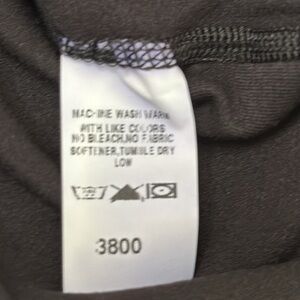 MACHINE WASH WARM
WITH LIKE COLORS
NO BLEACH,NO FABRIC
SOFTENER,TUMBLE DRY
LOW
3800